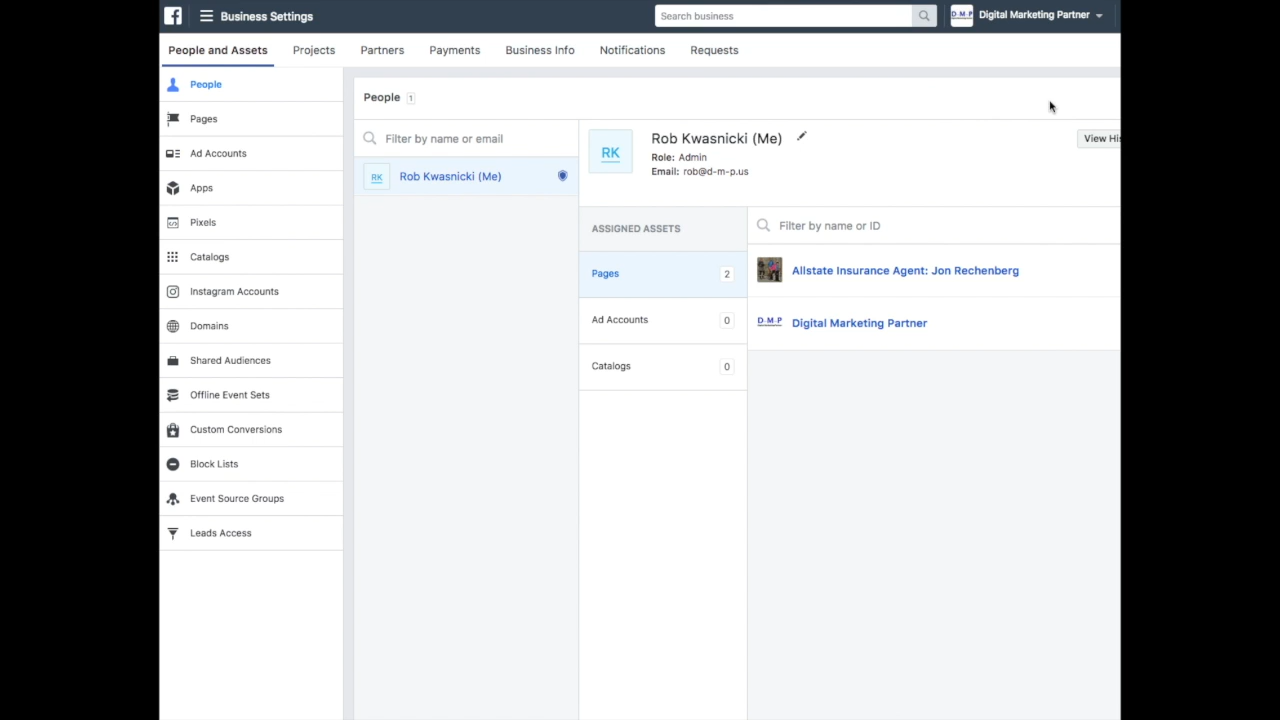 Business Settings
Search business
D·M·P
Digital Marketing Partner
People and Assets
Projects
Partners
Payments
Business Info
Notifications
Requests
People
Pages
Ad Accounts
Apps
Pixels
Catalogs
Instagram Accounts
Domains
Shared Audiences
Offline Event Sets
Custom Conversions
Block Lists
Event Source Groups
Leads Access
People 1
Filter by name or email
RK
Rob Kwasnicki (Me)
RK
Rob Kwasnicki (Me)
Role: Admin
Email: rob@d-m-p.us
View His
ASSIGNED ASSETS
Pages 2
Ad Accounts 0
Catalogs 0
Filter by name or ID
Allstate Insurance Agent: Jon Rechenberg
D·M·P
Digital Marketing Partner